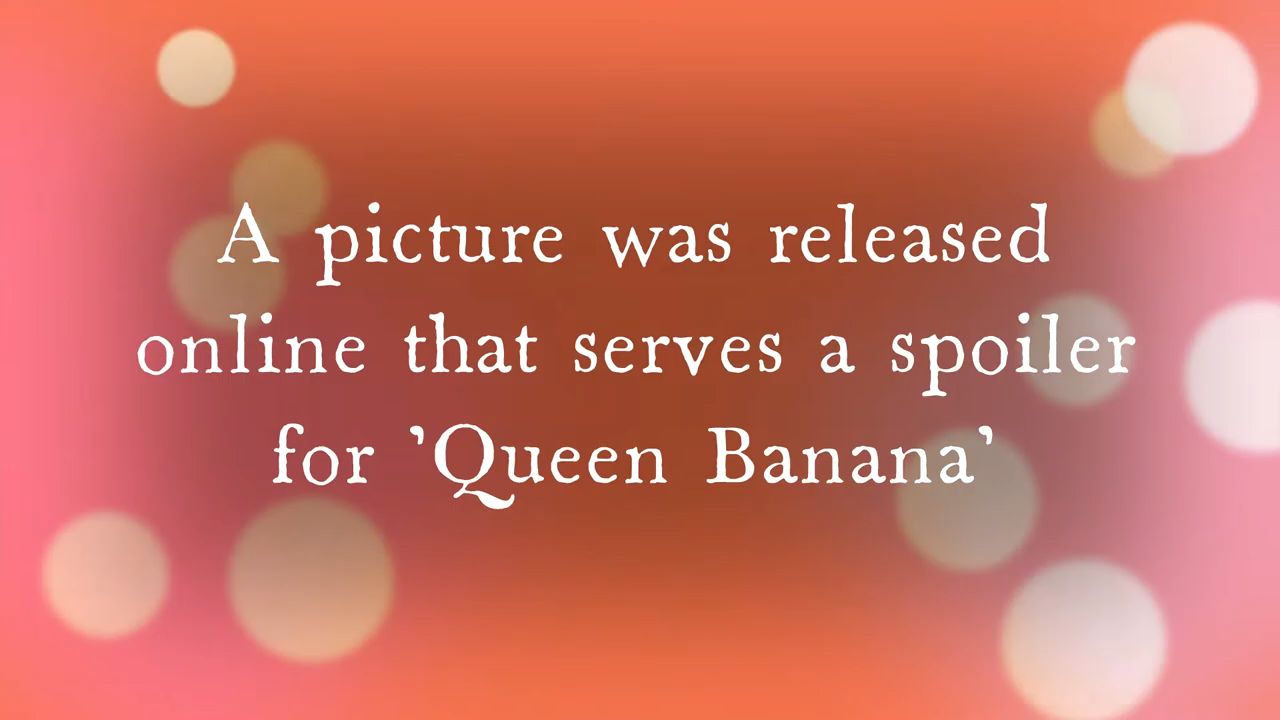 A picture was released
online that serves a spoiler
for ’Queen Banana’